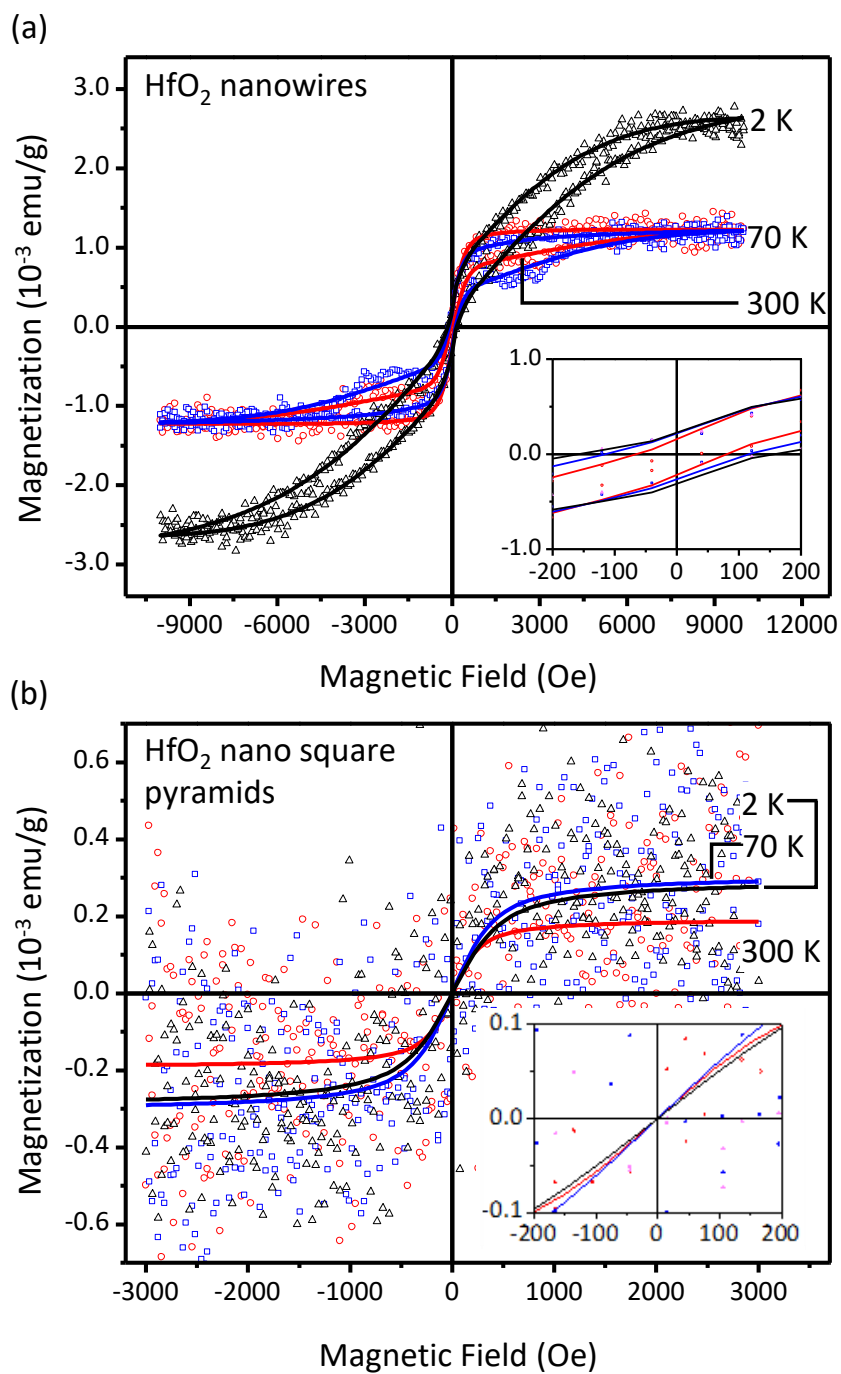 (a)
HfO₂ nanowires
3.0
2.0
1.0
0.0
-1.0
-2.0
-3.0
Magnetization (10⁻³ emu/g)
2 K
70 K
300 K
1.0
0.0
-1.0
-200 -100 0 100 200
-9000 -6000 -3000 0 3000 6000 9000 12000
Magnetic Field (Oe)
(b)
HfO₂ nano square
pyramids
0.6
0.4
0.2
0.0
-0.2
-0.4
-0.6
Magnetization (10⁻³ emu/g)
2 K
70 K
300 K
0.1
0.0
-0.1
-200 -100 0 100 200
-3000 -2000 -1000 0 1000 2000 3000
Magnetic Field (Oe)